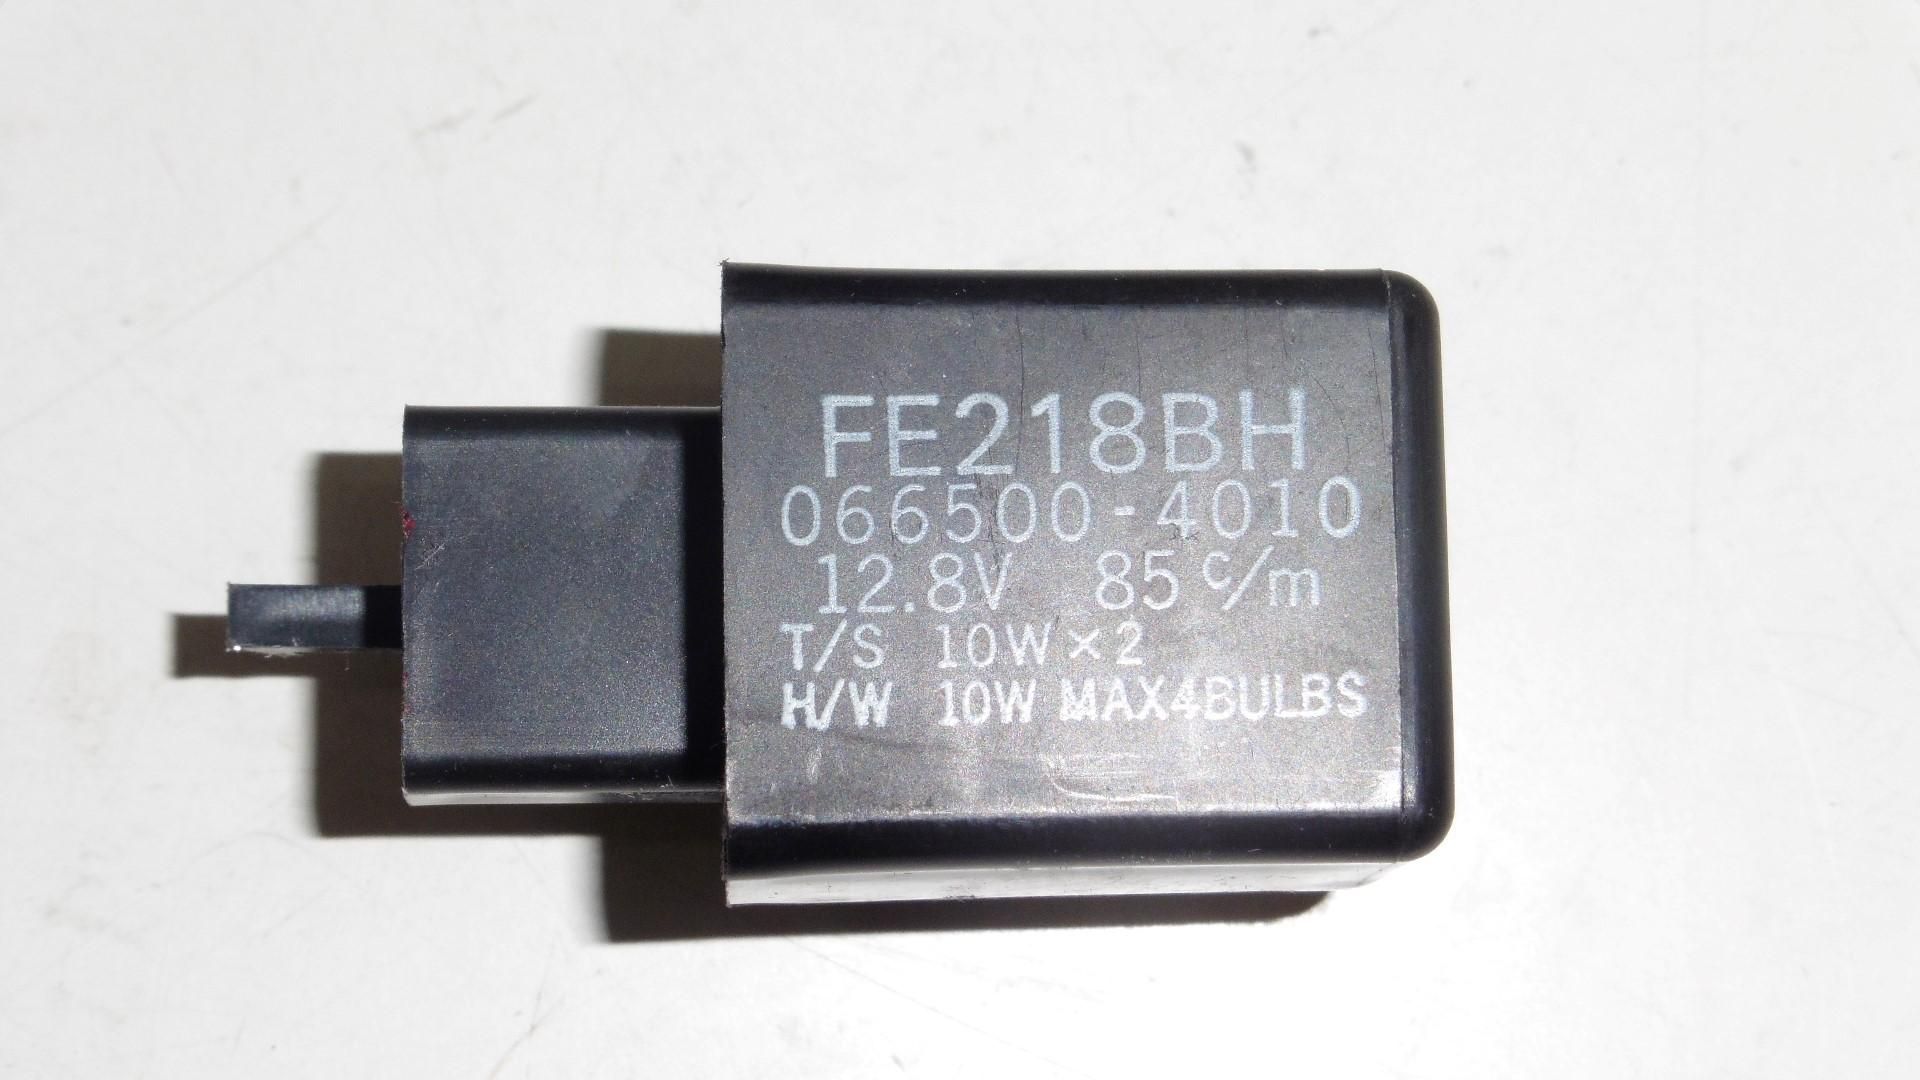 FE218BH
066500-4010
12.8V 85 c/m
T/S 10W×2
H/W 10W MAX4BULBS